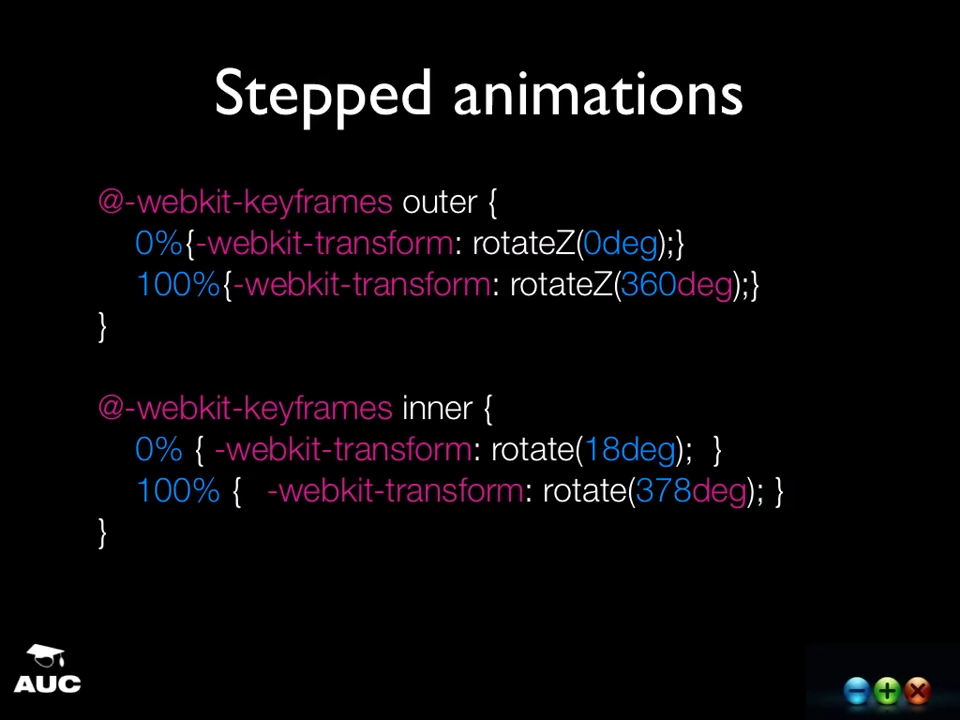 Stepped animations
@-webkit-keyframes outer {
0%{-webkit-transform: rotateZ(0deg);}
100%{-webkit-transform: rotateZ(360deg);}
}
@-webkit-keyframes inner {
0% { -webkit-transform: rotate(18deg);  }
100% {   -webkit-transform: rotate(378deg); }
}
AUC